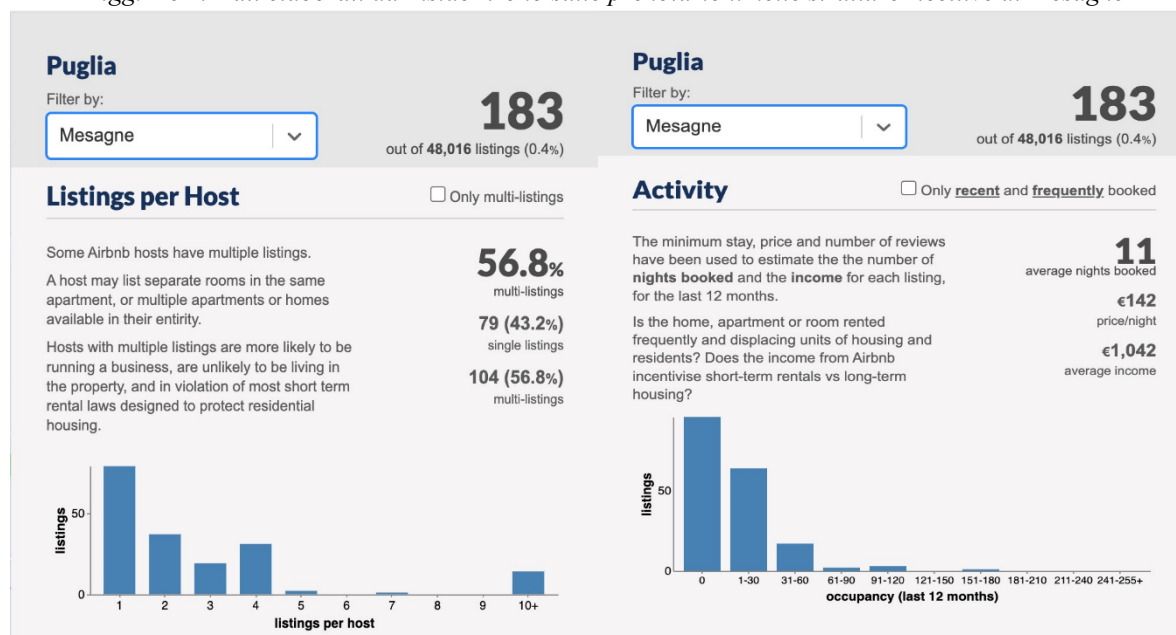 prenotazioni nelle strutture ricettive di Mesagne
Puglia
Filter by:
Mesagne
183
out of 48,016 listings (0.4%)
Listings per Host
Only multi-listings
Some Airbnb hosts have multiple listings.
A host may list separate rooms in the same
apartment, or multiple apartments or homes
available in their entirity.
Hosts with multiple listings are more likely to be
running a business, are unlikely to be living in
the property, and in violation of most short term
rental laws designed to protect residential
housing.
56.8%
multi-listings
79 (43.2%)
single listings
104 (56.8%)
multi-listings
listings
50
0
1 2 3 4 5 6 7 8 9 10+
listings per host
Puglia
Filter by:
Mesagne
183
out of 48,016 listings (0.4%)
Activity
Only recent and frequently booked
The minimum stay, price and number of reviews
have been used to estimate the the number of
nights booked and the income for each listing,
for the last 12 months.
Is the home, apartment or room rented
frequently and displacing units of housing and
residents? Does the income from Airbnb
incentivise short-term rentals vs long-term
housing?
11
average nights booked
€142
price/night
€1,042
average income
listings
50
0
0 1-30 31-60 61-90 91-120 121-150 151-180 181-210 211-240 241-255+
occupancy (last 12 months)